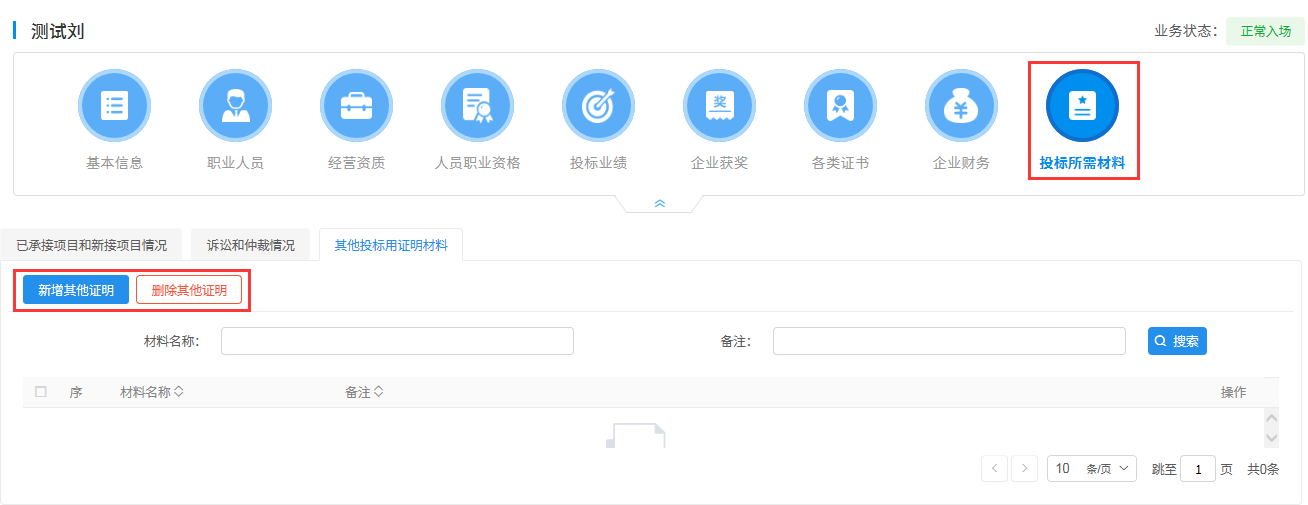 测试刘
业务状态： 正常入场
奖
基本信息 职业人员 经营资质 人员职业资格 投标业绩 企业获奖 各类证书 企业财务 投标所需材料
已承接项目和新接项目情况 诉讼和仲裁情况 其他投标用证明材料
新增其他证明 删除其他证明
材料名称： 备注： 搜索
序 材料名称 备注 操作
10 条/页 跳至 1 页 共0条